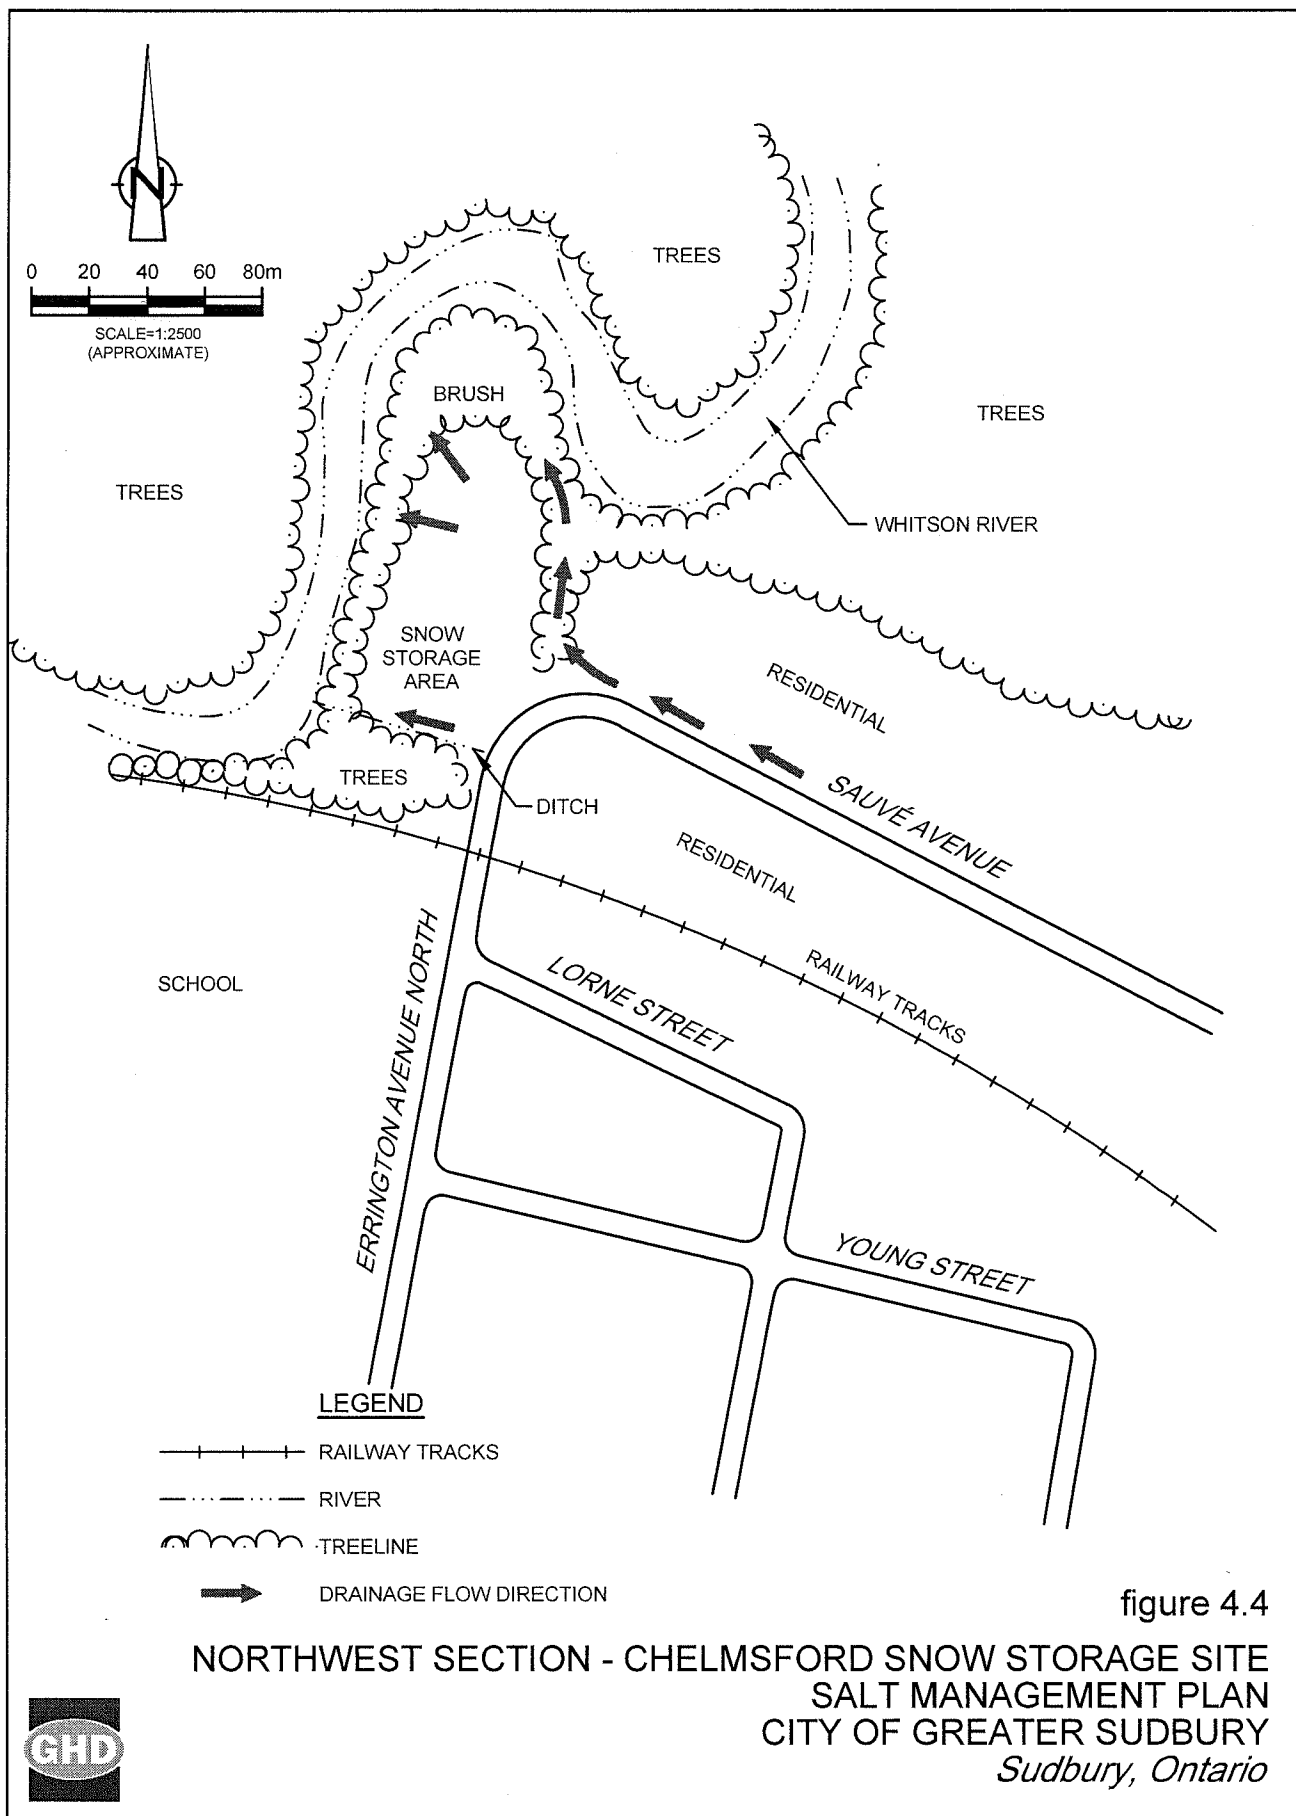 N
0 20 40 60 80m
SCALE=1:2500
(APPROXIMATE)
TREES
BRUSH
TREES
TREES
WHITSON RIVER
SNOW
STORAGE
AREA
RESIDENTIAL
TREES
DITCH
SAUVÉ AVENUE
RESIDENTIAL
ERRINGTON AVENUE NORTH
SCHOOL
LORNE STREET
RAILWAY TRACKS
YOUNG STREET
LEGEND
RAILWAY TRACKS
RIVER
TREELINE
DRAINAGE FLOW DIRECTION
figure 4.4
NORTHWEST SECTION - CHELMSFORD SNOW STORAGE SITE
SALT MANAGEMENT PLAN
CITY OF GREATER SUDBURY
Sudbury, Ontario
GHD